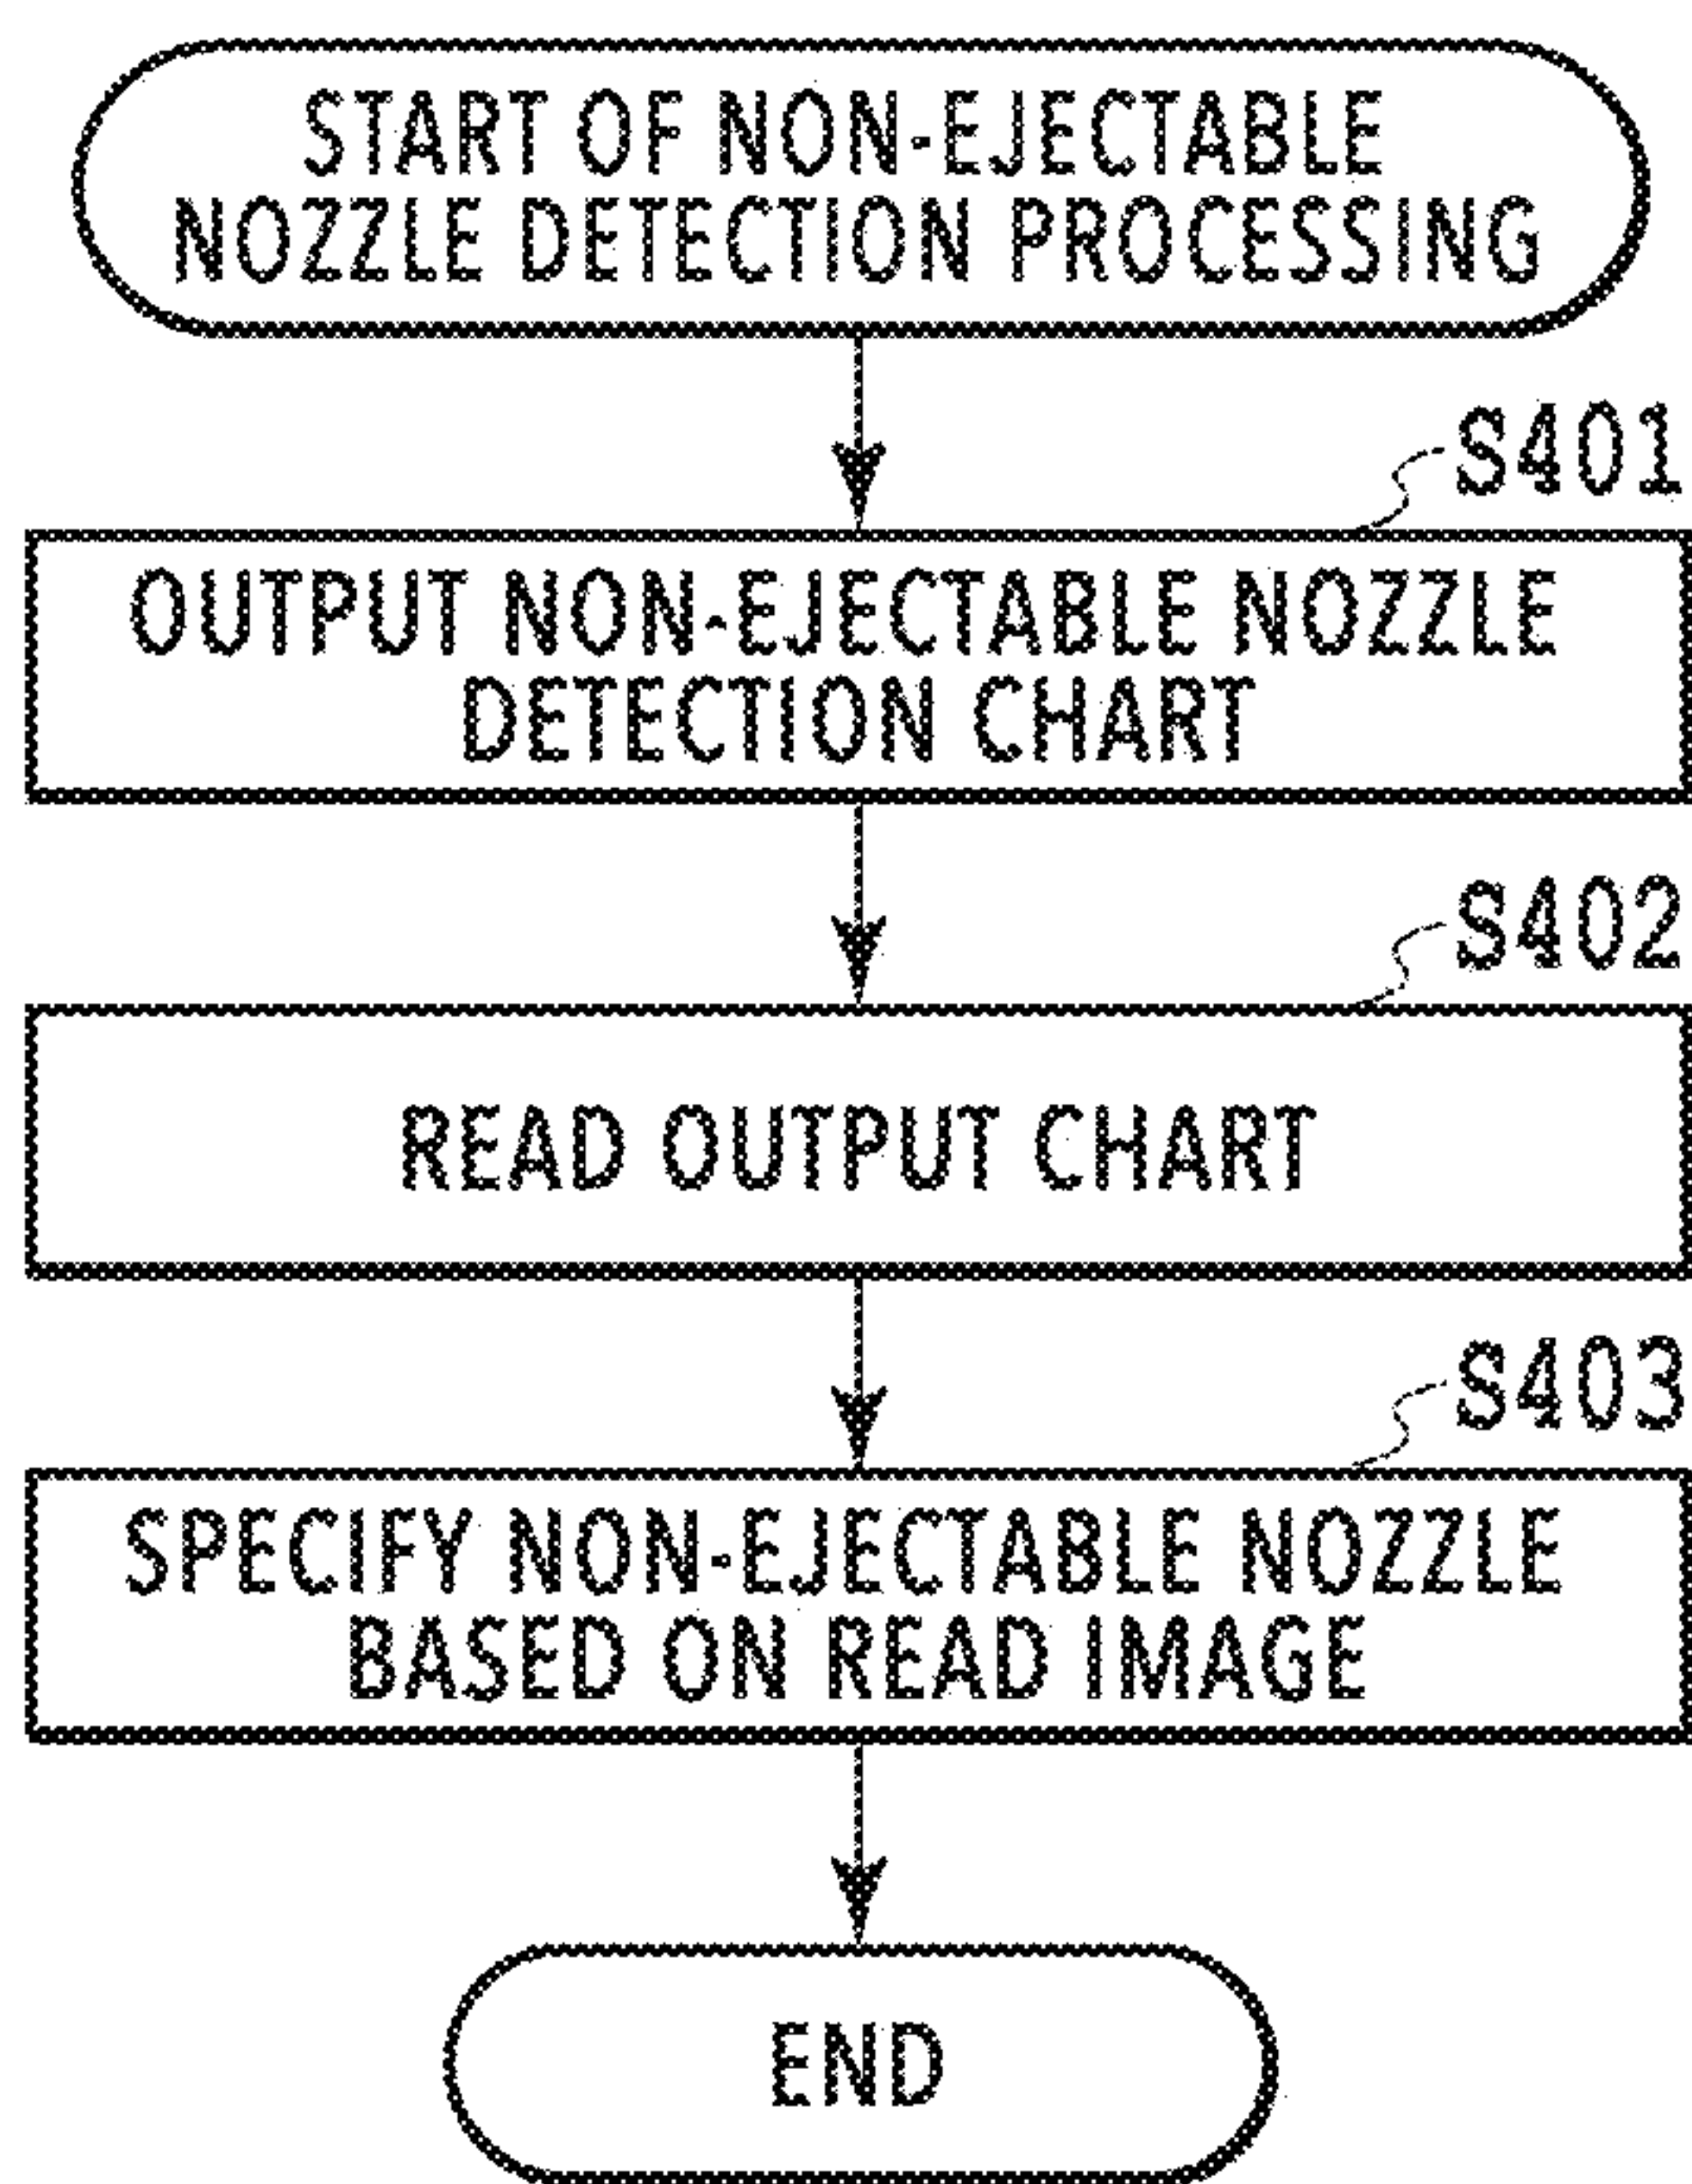 START OF NON-EJECTABLE
NOZZLE DETECTION PROCESSING
S401
OUTPUT NON-EJECTABLE NOZZLE
DETECTION CHART
S402
READ OUTPUT CHART
S403
SPECIFY NON-EJECTABLE NOZZLE
BASED ON READ IMAGE
END